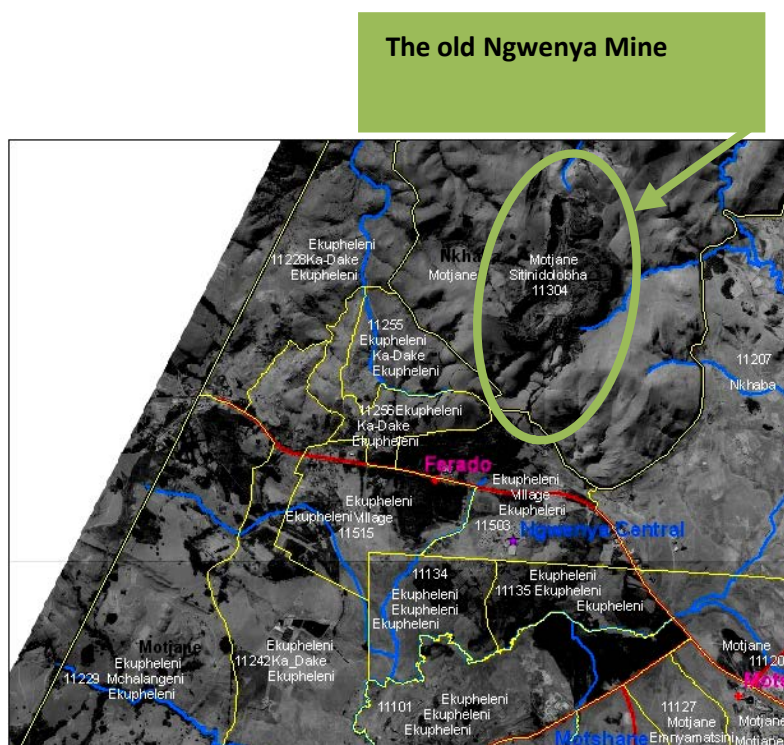 The old Ngwenya Mine
Ekupheleni
11228Ka-Dake
Ekupheleni
Motjane
Motjane
Sitinidolobha
11304
11255
Ekupheleni
Ka-Dake
Ekupheleni
11207
Nkhaba
11256Ekupheleni
Ka-Dake
Ekupheleni
Farado
Ekupheleni
Village
Ekupheleni
11503
Ngwenya Central
Ekupheleni
Ekupheleni Village
11515
11134
Ekupheleni
Ekupheleni
Ekupheleni
Ekupheleni
11135 Ekupheleni
Ekupheleni
Motjane
Ekupheleni
11229 Mchalangeni
Ekupheleni
Ekupheleni
11242Ka_Dake
Ekupheleni
11101
Ekupheleni
Ekupheleni
Ekupheleni
Motjane
11120
Motshane
11127
Motjane
Emnyamatsini
Motjane
Motjane